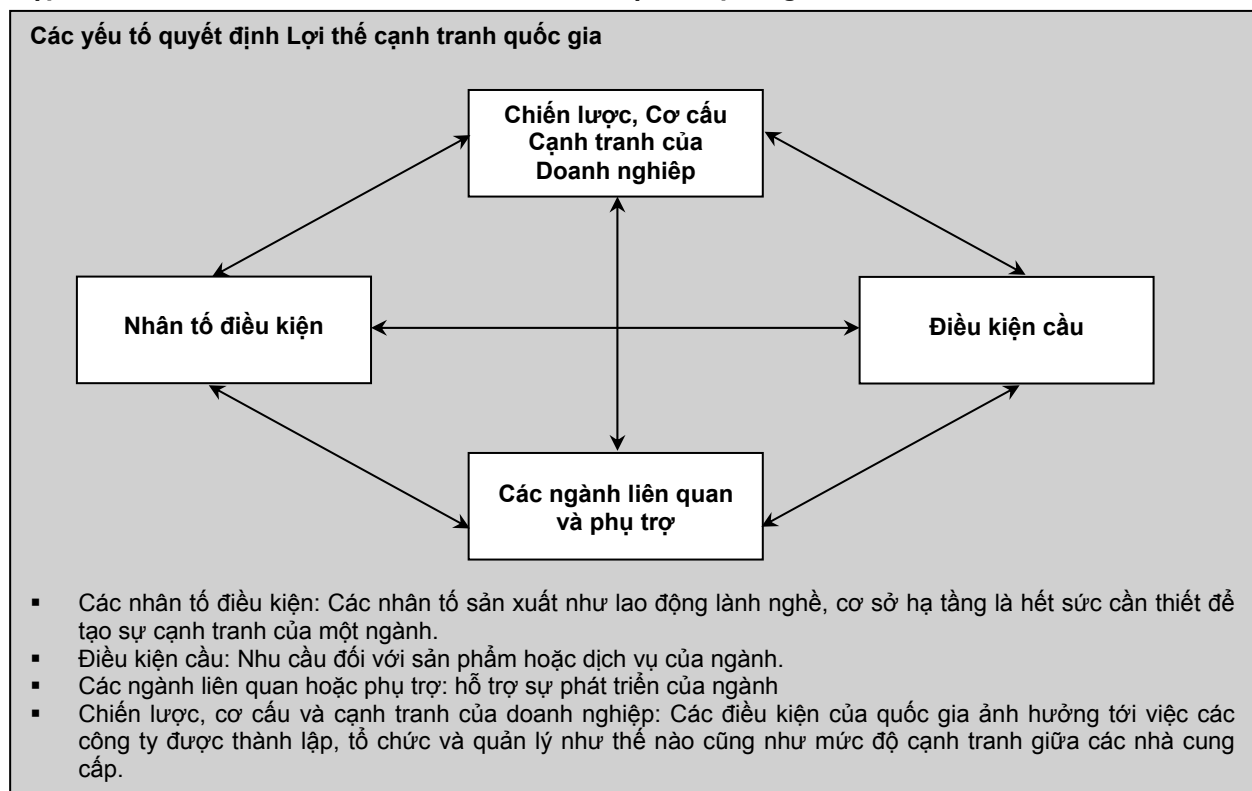 Các yếu tố quyết định Lợi thế cạnh tranh quốc gia
Chiến lược, Cơ cấu
Cạnh tranh của
Doanh nghiêp
Nhân tố điều kiện
Điều kiện cầu
Các ngành liên quan
và phụ trợ
▪ Các nhân tố điều kiện: Các nhân tố sản xuất như lao động lành nghề, cơ sở hạ tầng là hết sức cần thiết để
tạo sự cạnh tranh của một ngành.
▪ Điều kiện cầu: Nhu cầu đối với sản phẩm hoặc dịch vụ của ngành.
▪ Các ngành liên quan hoặc phụ trợ: hỗ trợ sự phát triển của ngành
▪ Chiến lược, cơ cấu và cạnh tranh của doanh nghiệp: Các điều kiện của quốc gia ảnh hưởng tới việc các
công ty được thành lập, tổ chức và quản lý như thế nào cũng như mức độ cạnh tranh giữa các nhà cung
cấp.